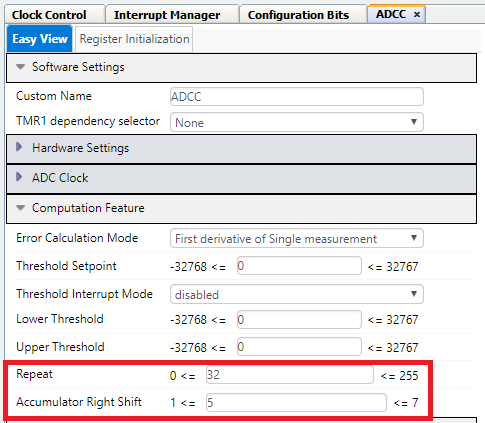 Clock Control Interrupt Manager Configuration Bits ADCC ×
Easy View Register Initialization
Software Settings
Custom Name ADCC
TMR1 dependency selector None
Hardware Settings
ADC Clock
Computation Feature
Error Calculation Mode First derivative of Single measurement
Threshold Setpoint -32768 <= 0 <= 32767
Threshold Interrupt Mode disabled
Lower Threshold -32768 <= 0 <= 32767
Upper Threshold -32768 <= 0 <= 32767
Repeat 0 <= 32 <= 255
Accumulator Right Shift 1 <= 5 <= 7